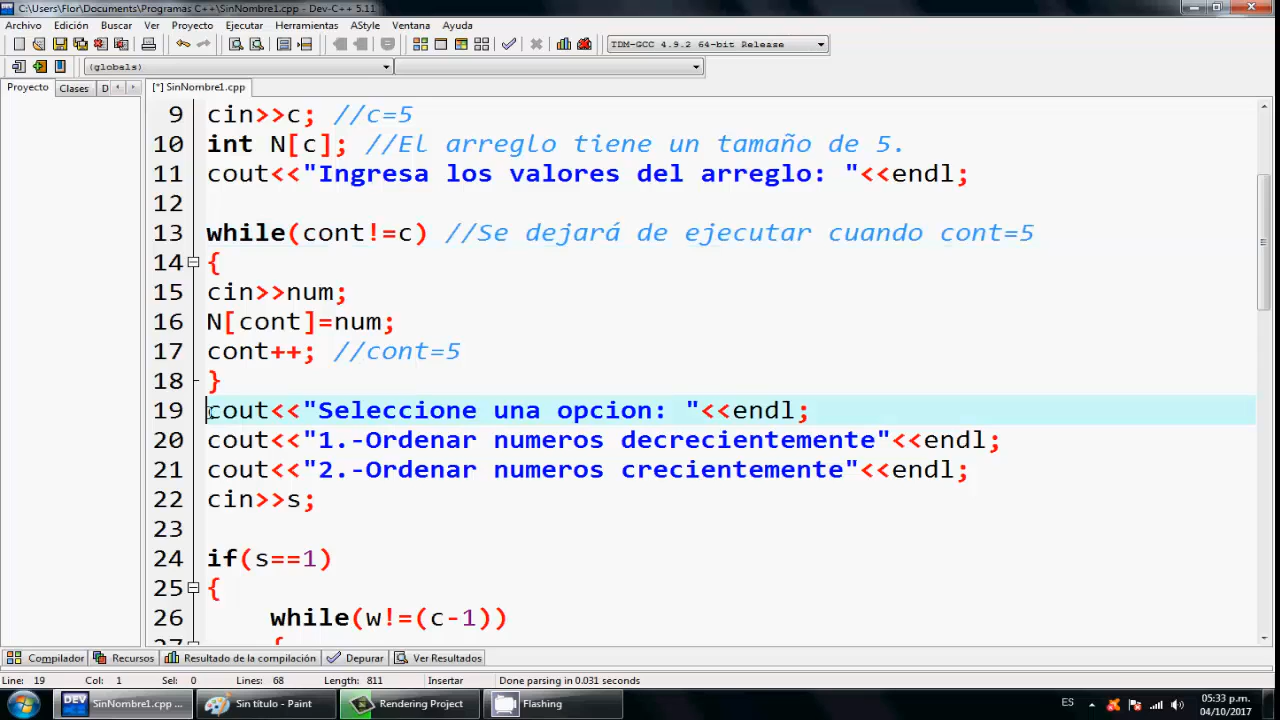 C:\Users\Flor\Documents\Programas C++\SinNombre1.cpp - Dev-C++ 5.11
Archivo Edición Buscar Ver Proyecto Ejecutar Herramientas AStyle Ventana Ayuda
TDM-GCC 4.9.2 64-bit Release
(globals)
Proyecto Clases D [*] SinNombre1.cpp
9 cin>>c; //c=5
10 int N[c]; //El arreglo tiene un tamaño de 5.
11 cout<<"Ingresa los valores del arreglo: "<<endl;
12
13 while(cont!=c) //Se dejará de ejecutar cuando cont=5
14 {
15 cin>>num;
16 N[cont]=num;
17 cont++; //cont=5
18 }
19 cout<<"Seleccione una opcion: "<<endl;
20 cout<<"1.-Ordenar numeros decrecientemente"<<endl;
21 cout<<"2.-Ordenar numeros crecientemente"<<endl;
22 cin>>s;
23
24 if(s==1)
25 {
26 while(w!=(c-1))
27 {
Compilador Recursos Resultado de la compilación Depurar Ver Resultados
Line: 19 Col: 1 Sel: 0 Lines: 68 Length: 811 Insertar Done parsing in 0.031 seconds
DEV SinNombre1.cpp ... Sin título - Paint Rendering Project Flashing ES 05:33 p.m.
04/10/2017